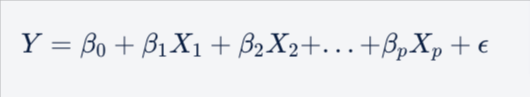 Y = β₀ + β₁X₁ + β₂X₂+…+βₚXₚ + ϵ